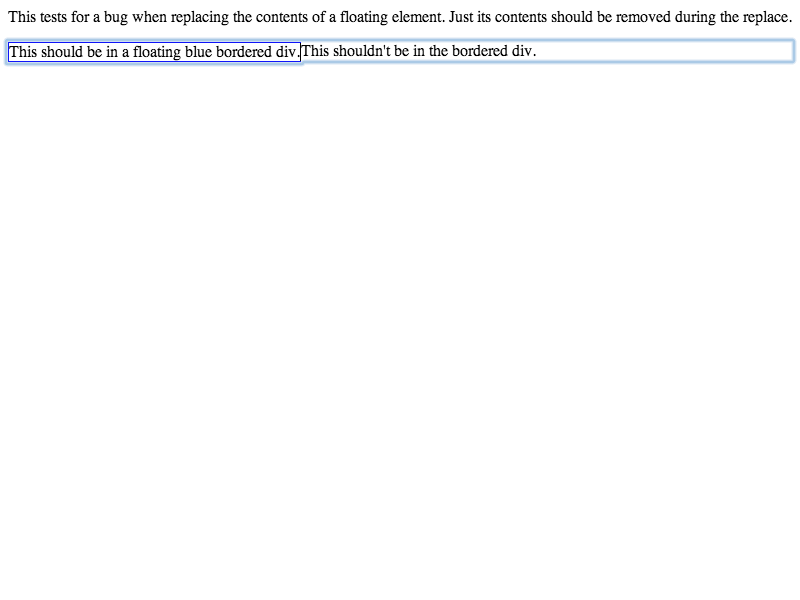 This tests for a bug when replacing the contents of a floating element. Just its contents should be removed during the replace.
This should be in a floating blue bordered div.This shouldn't be in the bordered div.